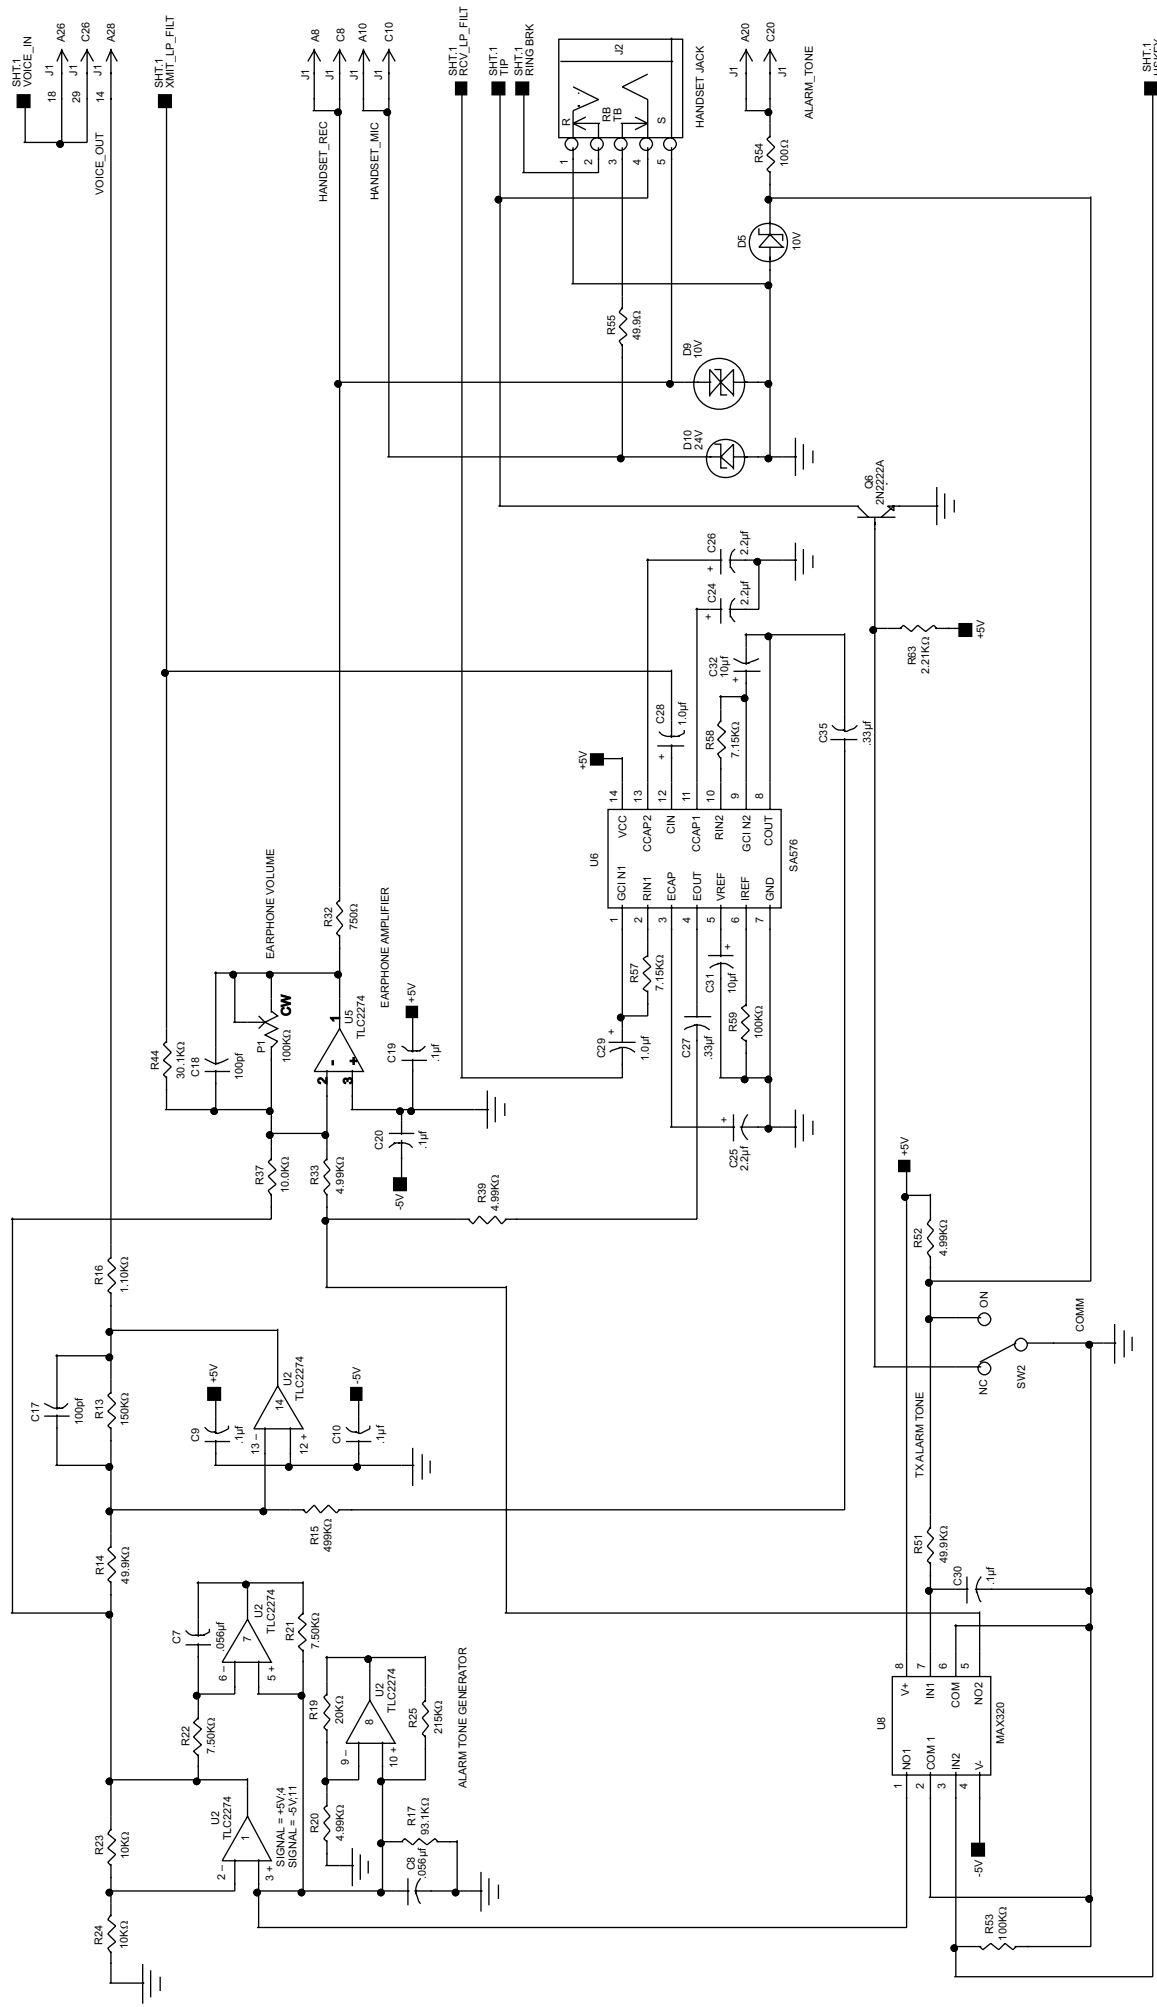 SHT.1
VOICE_IN
J1
A26
18
J1
C26
29
J1
A28
14
VOICE_OUT
SHT.1
XMIT_LP_FILT
J1
A8
J1
C8
HANDSET_REC
J1
A10
J1
C10
HANDSET_MIC
SHT.1
RCV_LP_FILT
SHT.1
TIP
SHT.1
RING BRK
J2
R
RB
TB
S
1
2
3
4
5
HANDSET JACK
J1
A20
J1
C20
ALARM_TONE
R54
100Ω
D5
10V
R55
49.9Ω
D9
10V
D10
24V
Q6
2N2222A
R63
2.21KΩ
+5V
C26
2.2µf
+
C24
2.2µf
+
C32
10µf
+
C28
1.0µf
+
R58
7.15KΩ
C35
.33µf
+5V
U6
SA576
14
13
12
11
10
9
8
VCC
CCAP2
CIN
CCAP1
RIN2
GCI N2
COUT
GCI N1
RIN1
ECAP
EOUT
VREF
IREF
GND
1
2
3
4
5
6
7
R57
7.15KΩ
C31
10µf
+
C29
1.0µf
+
C27
.33µf
R59
100KΩ
C25
2.2µf
+
R32
750Ω
EARPHONE VOLUME
EARPHONE AMPLIFIER
R44
30.1KΩ
C18
100pf
P1
100KΩ
CW
1
U5
TLC2274
2
-
3
+
C19
.1µf
+5V
C20
.1µf
-5V
R37
10.0KΩ
R33
4.99KΩ
R39
4.99KΩ
R16
1.10KΩ
C17
100pf
R13
150KΩ
U2
TLC2274
14
13 –
12 +
C9
.1µf
+5V
C10
.1µf
-5V
R15
499KΩ
R14
49.9KΩ
C7
.056µf
U2
TLC2274
7
6 –
5 +
R21
7.50KΩ
R22
7.50KΩ
R19
20KΩ
U2
TLC2274
8
9 –
10 +
R25
215KΩ
ALARM TONE GENERATOR
R23
10KΩ
R24
10KΩ
U2
TLC2274
1
2 –
3 +
SIGNAL = +5V;4
SIGNAL = -5V;11
R20
4.99KΩ
R17
93.1KΩ
C8
.056µf
+5V
R52
4.99KΩ
ON
NC
COMM
SW2
TX ALARM TONE
R51
49.9KΩ
C30
.1µf
U8
MAX320
8
7
6
5
V+
IN1
COM
NO2
NO1
COM 1
IN2
V-
1
2
3
4
-5V
R53
100KΩ
SHT.1